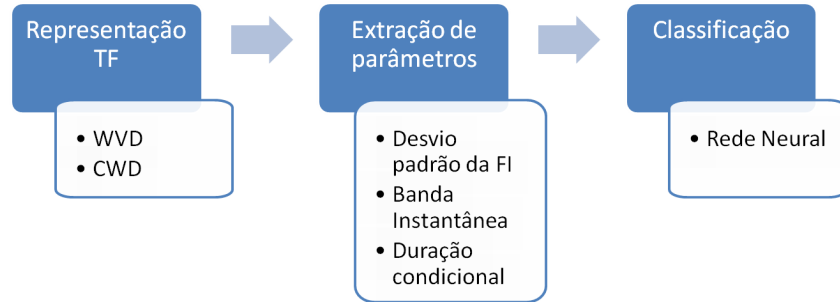 Representação
TF
• WVD
• CWD
Extração de
parâmetros
• Desvio
padrão da FI
• Banda
Instantânea
• Duração
condicional
Classificação
• Rede Neural